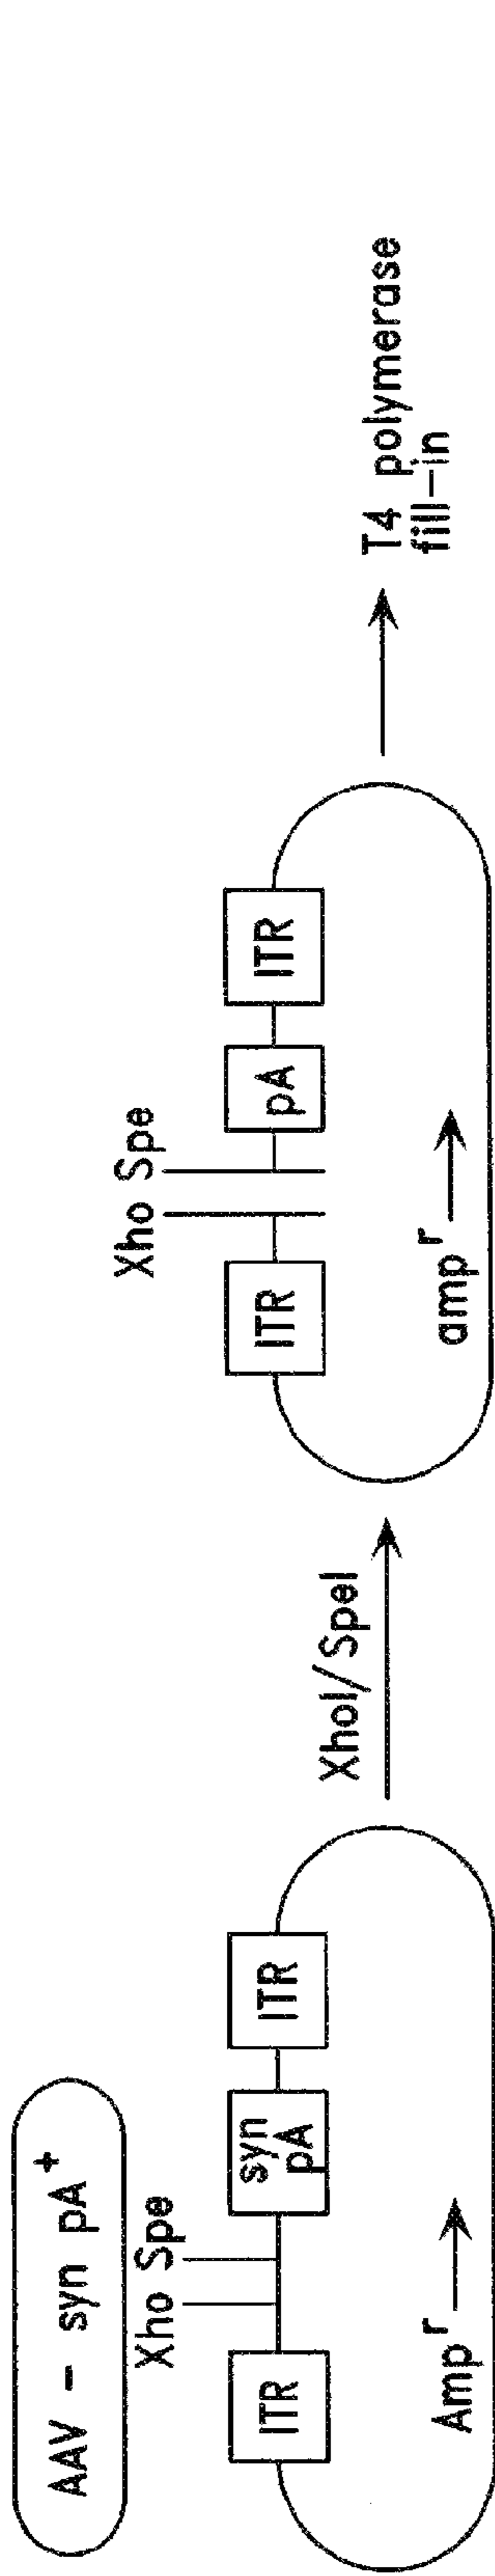 AAV – syn pA+
Xho Spe
ITR
syn
pA
ITR
Ampr
XhoI/SpeI
Xho Spe
ITR
pA
ITR
ampr
T4 polymerase
fill–in